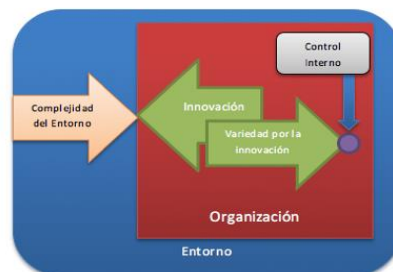 Control
Interno
Complejidad
del Entorno
Innovación
Variedad por la
innovación
Organización
Entorno